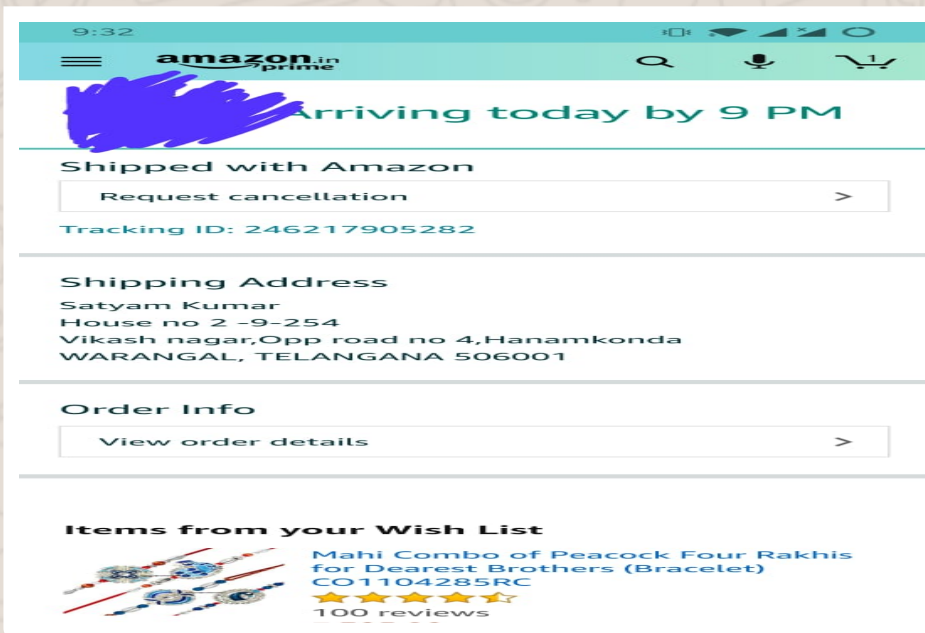 9:32
amazon.in
prime
1
Arriving today by 9 PM
Shipped with Amazon
Request cancellation
Tracking ID: 246217905282
Shipping Address
Satyam Kumar
House no 2 -9-254
Vikash nagar,Opp road no 4,Hanamkonda
WARANGAL, TELANGANA 506001
Order Info
View order details
Items from your Wish List
Mahi Combo of Peacock Four Rakhis
for Dearest Brothers (Bracelet)
CO1104285RC
100 reviews